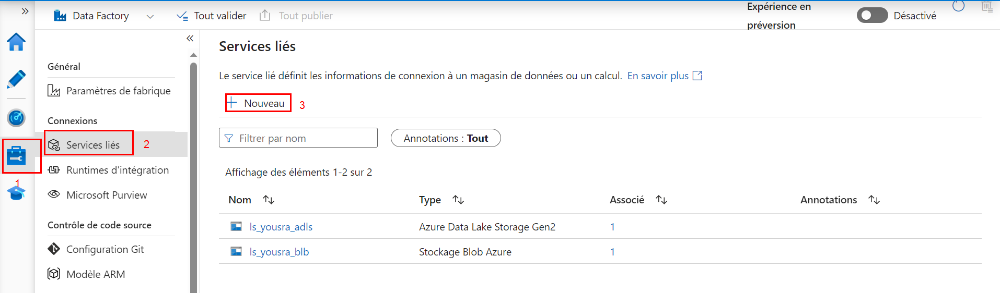 Data Factory
Tout valider
Tout publier
Expérience en
préversion
Désactivé
Général
Paramètres de fabrique
Connexions
Services liés
2
Runtimes d'intégration
Microsoft Purview
Contrôle de code source
Configuration Git
Modèle ARM
1
Services liés
Le service lié définit les informations de connexion à un magasin de données ou un calcul. En savoir plus
Nouveau
3
Filtrer par nom
Annotations : Tout
Affichage des éléments 1-2 sur 2
Nom Type Associé Annotations
ls_yousra_adls Azure Data Lake Storage Gen2 1
ls_yousra_blb Stockage Blob Azure 1